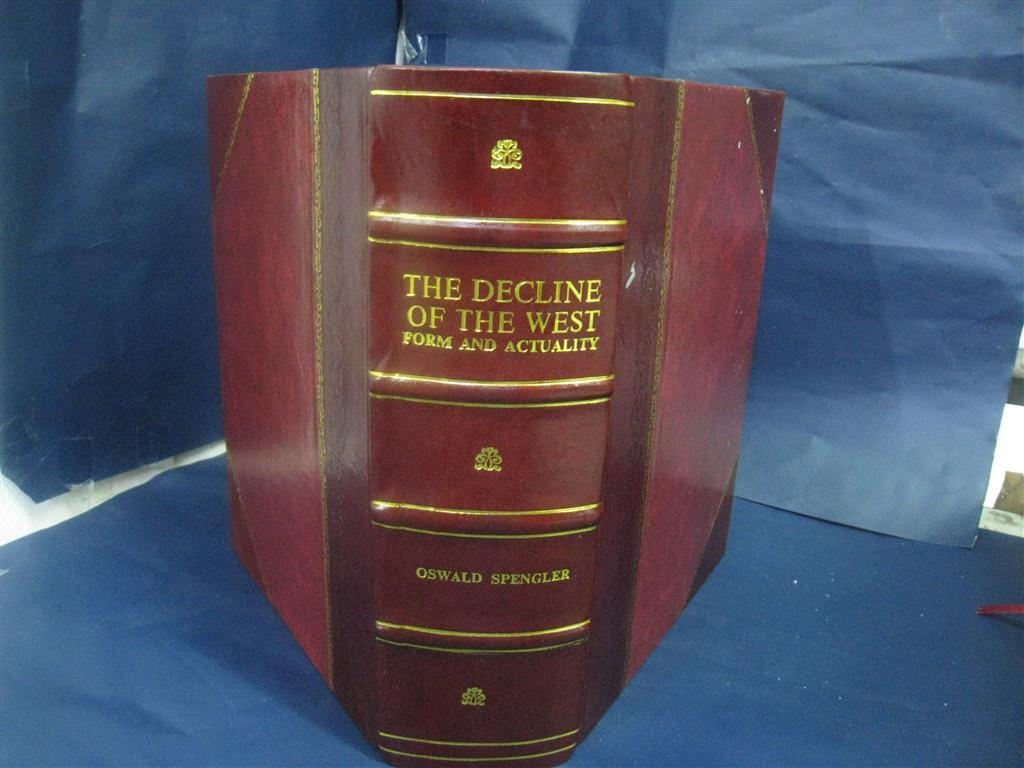 THE DECLINE
OF THE WEST
FORM AND ACTUALITY
OSWALD SPENGLER